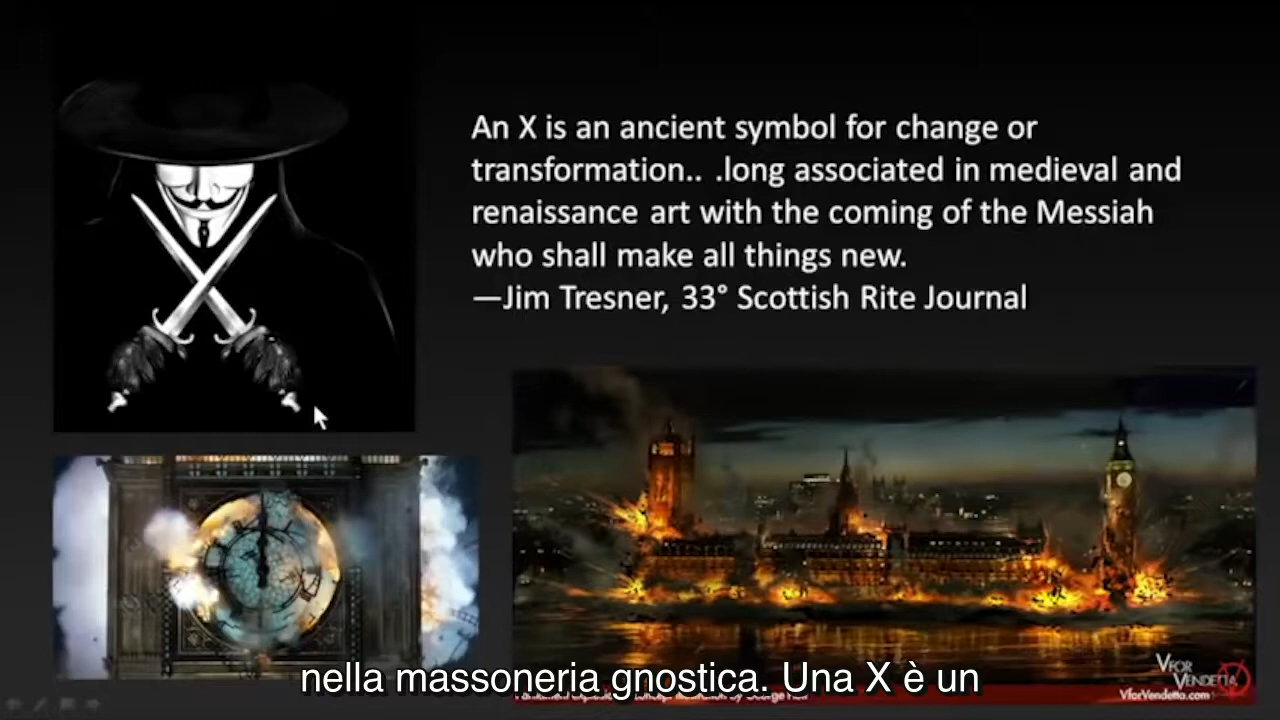 An X is an ancient symbol for change or
transformation.. .long associated in medieval and
renaissance art with the coming of the Messiah
who shall make all things new.
—Jim Tresner, 33° Scottish Rite Journal
V FOR
VENDETTA
VforVendetta.com
nella massoneria gnostica. Una X è un